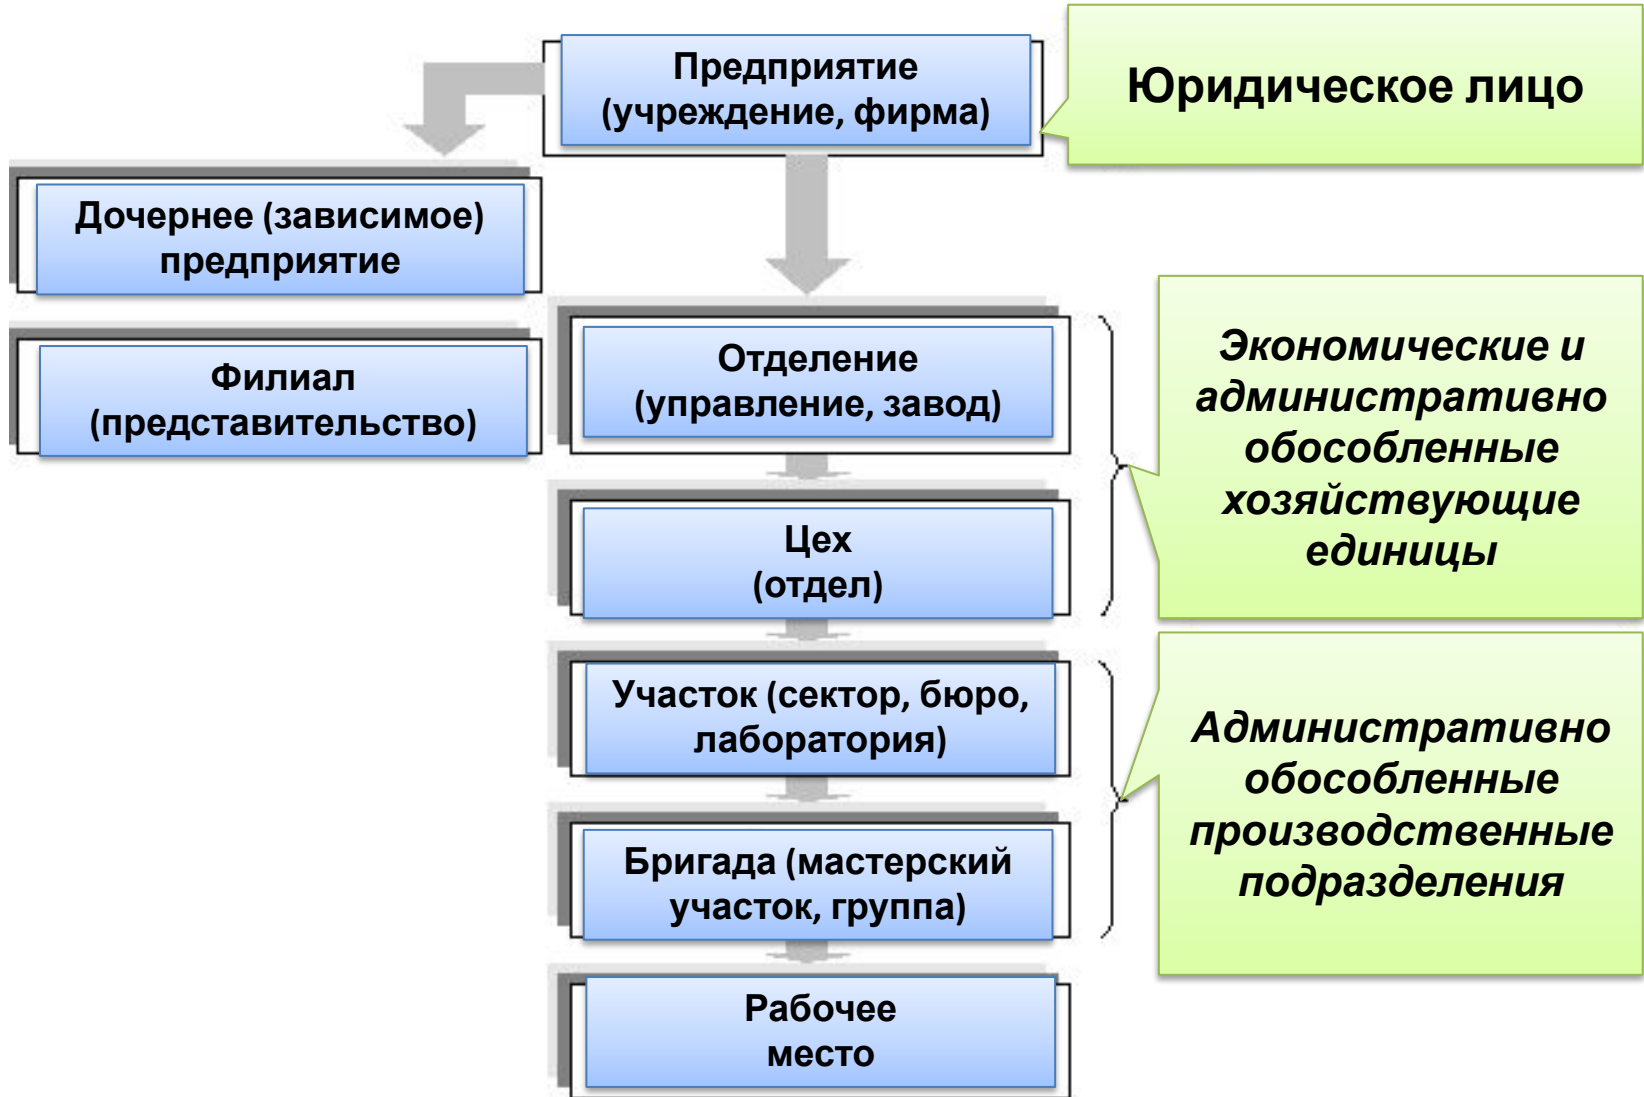 Предприятие
(учреждение, фирма)
Юридическое лицо
Дочернее (зависимое)
предприятие
Филиал
(представительство)
Отделение
(управление, завод)
Экономические и
административно
обособленные
хозяйствующие
единицы
Цех
(отдел)
Участок (сектор, бюро,
лаборатория)
Административно
обособленные
производственные
подразделения
Бригада (мастерский
участок, группа)
Рабочее
место